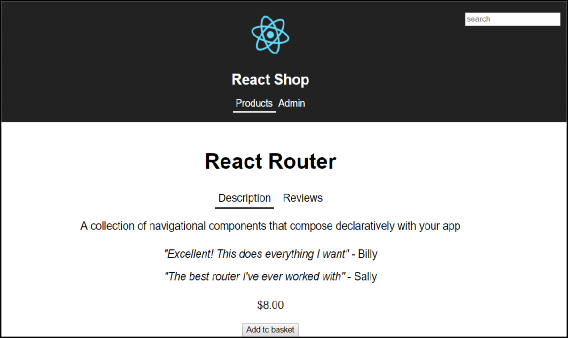 search
React Shop
Products Admin
React Router
Description Reviews
A collection of navigational components that compose declaratively with your app
"Excellent! This does everything I want" - Billy
"The best router I've ever worked with" - Sally
$8.00
Add to basket